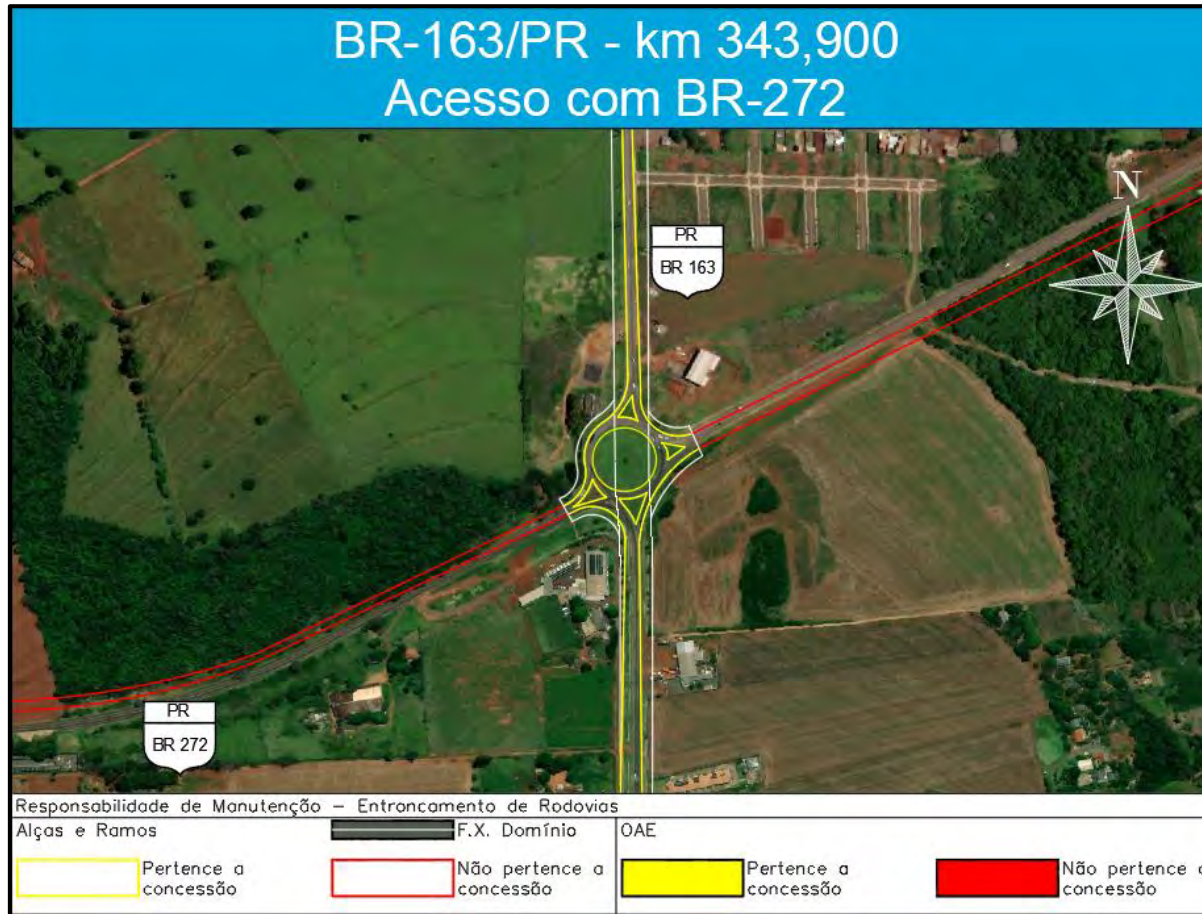 BR-163/PR - km 343,900
Acesso com BR-272
N
PR
BR 163
PR
BR 272
Responsabilidade de Manutenção – Entroncamento de Rodovias
Alças e Ramos
F.X. Domínio
OAE
Pertence a
concessão
Não pertence a
concessão
Pertence a
concessão
Não pertence a
concessão